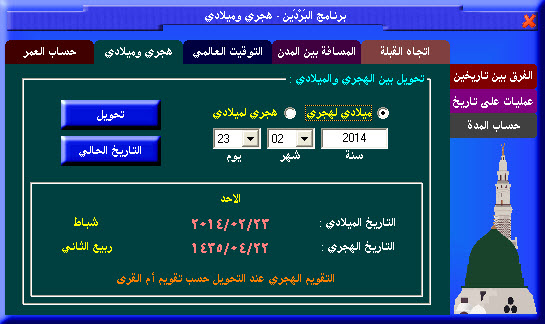 برنامج البَرْدَين - هجري وميلادي
اتجاه القبلة
المسافة بين المدن
التوقيت العالمي
هجري وميلادي
حساب العمر
الفرق بين تاريخين
عمليات على تاريخ
حساب المدة
تحويل بين الهجري والميلادي :
ميلادي لهجري
هجري لميلادي
2014 02 23
سنة شهر يوم
تحويل
التاريخ الحالي
الاحد
التاريخ الميلادي : ٢٠١٤/٠٢/٢٣ شباط
التاريخ الهجري : ١٤٣٥/٠٤/٢٢ ربيع الثاني
التقويم الهجري عند التحويل حسب تقويم أم القرى